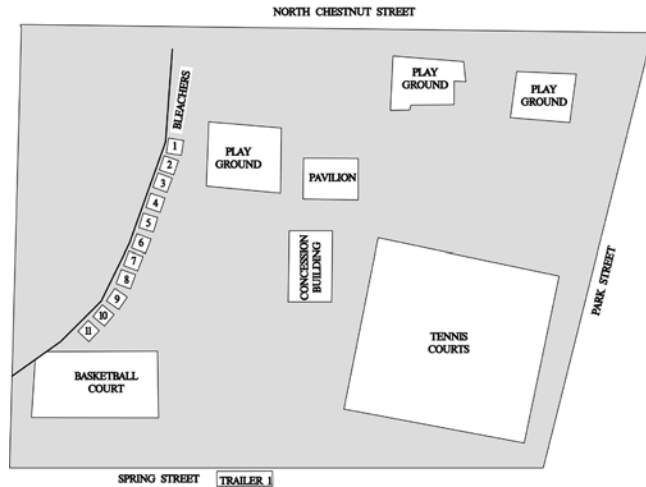 NORTH CHESTNUT STREET
PLAY
GROUND
PLAY
GROUND
BLEACHERS
1
2
3
4
5
6
7
8
9
10
11
PLAY
GROUND
PAVILION
CONCESSION
BUILDING
PARK STREET
TENNIS
COURTS
BASKETBALL
COURT
SPRING STREET
TRAILER 1